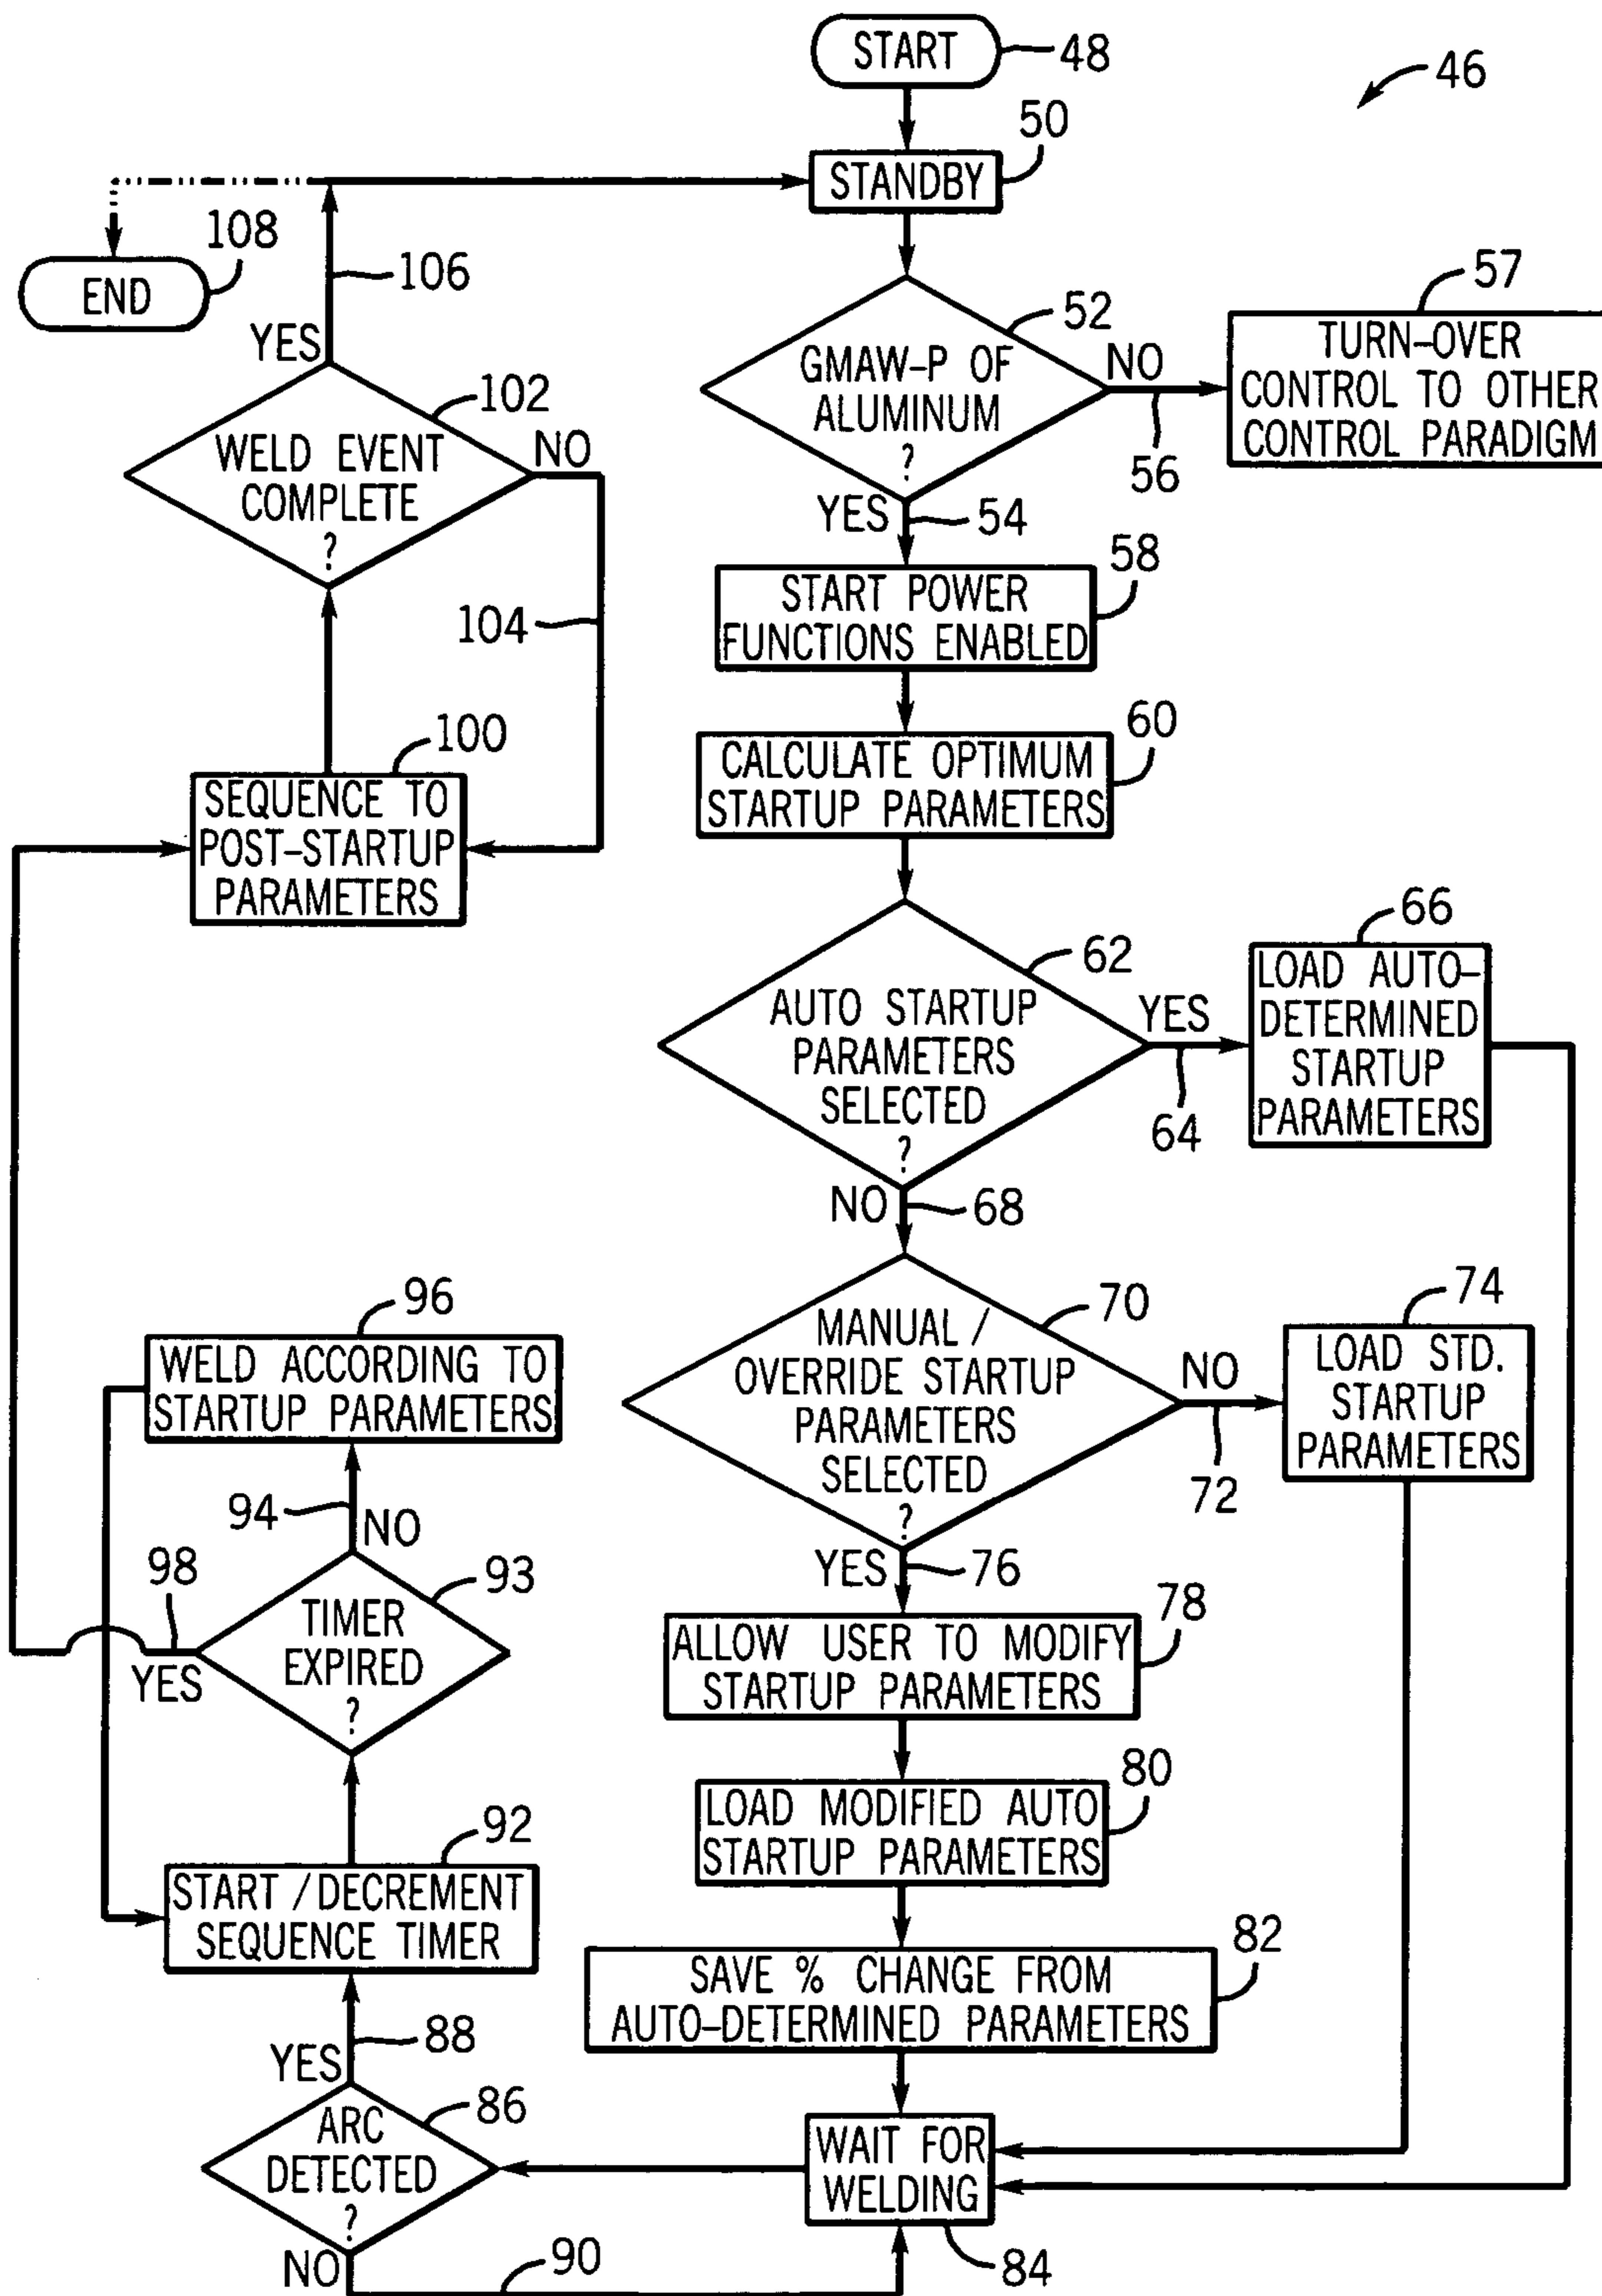 START
48
46
50
STANDBY
108
END
106
YES
57
TURN-OVER
CONTROL TO OTHER
CONTROL PARADIGM
52
GMAW-P OF
ALUMINUM
?
NO
56
YES
54
102
WELD EVENT
COMPLETE
?
NO
104
58
START POWER
FUNCTIONS ENABLED
60
CALCULATE OPTIMUM
STARTUP PARAMETERS
100
SEQUENCE TO
POST-STARTUP
PARAMETERS
62
AUTO STARTUP
PARAMETERS
SELECTED
?
YES
64
66
LOAD AUTO-
DETERMINED
STARTUP
PARAMETERS
NO
68
70
MANUAL /
OVERRIDE STARTUP
PARAMETERS
SELECTED
?
NO
72
74
LOAD STD.
STARTUP
PARAMETERS
YES
76
96
WELD ACCORDING TO
STARTUP PARAMETERS
94
NO
98
YES
93
TIMER
EXPIRED
?
78
ALLOW USER TO MODIFY
STARTUP PARAMETERS
80
LOAD MODIFIED AUTO
STARTUP PARAMETERS
92
START / DECREMENT
SEQUENCE TIMER
82
SAVE % CHANGE FROM
AUTO-DETERMINED PARAMETERS
YES
88
86
ARC
DETECTED
?
NO
90
WAIT FOR
WELDING
84